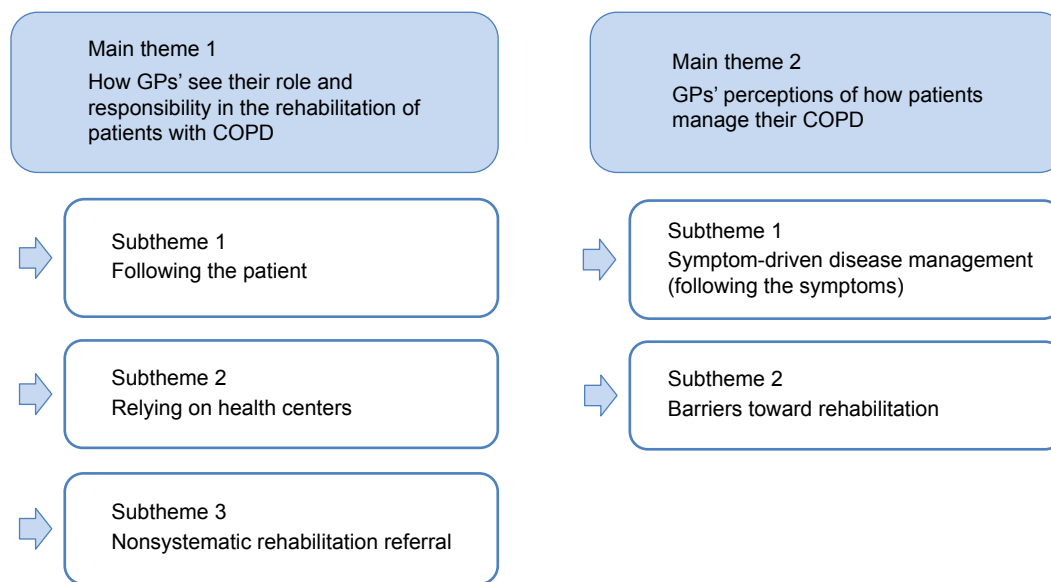 Main theme 1
How GPs’ see their role and
responsibility in the rehabilitation of
patients with COPD
Subtheme 1
Following the patient
Subtheme 2
Relying on health centers
Subtheme 3
Nonsystematic rehabilitation referral
Main theme 2
GPs’ perceptions of how patients
manage their COPD
Subtheme 1
Symptom-driven disease management
(following the symptoms)
Subtheme 2
Barriers toward rehabilitation